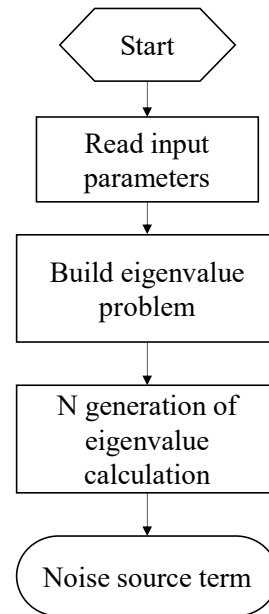 Start
Read input
parameters
Build eigenvalue
problem
N generation of
eigenvalue
calculation
Noise source term